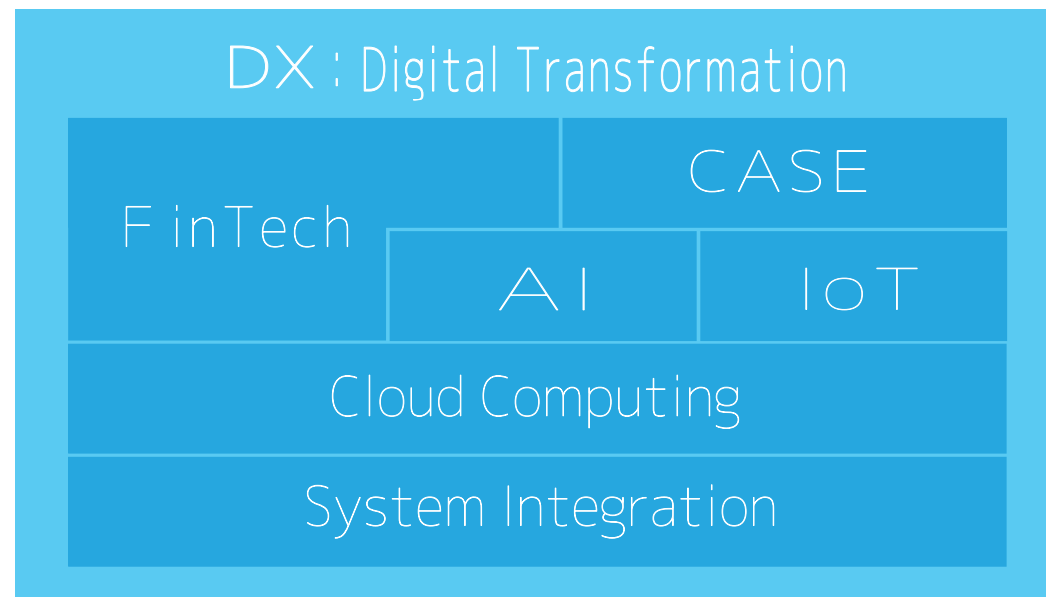 DX : Digital Transformation
CASE
FinTech
AI
IoT
Cloud Computing
System Integration